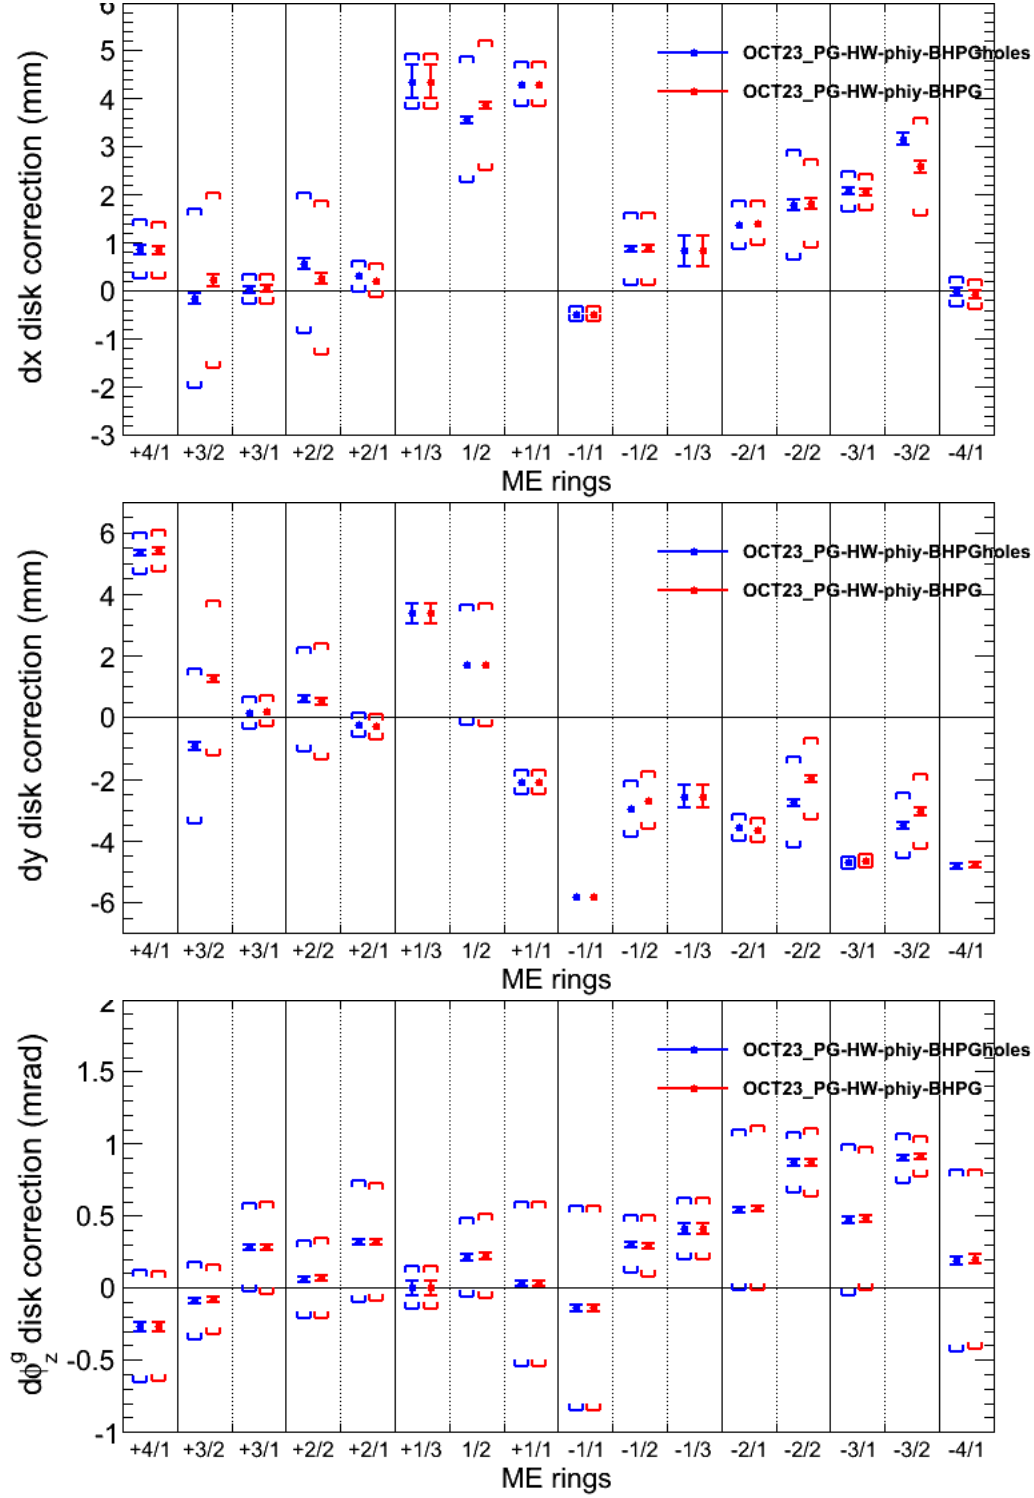 6
5
4
3
2
1
0
-1
-2
-3
dx disk correction (mm)
OCT23_PG-HW-phiy-BHPGholes
OCT23_PG-HW-phiy-BHPG
+4/1 +3/2 +3/1 +2/2 +2/1 +1/3 1/2 +1/1 -1/1 -1/2 -1/3 -2/1 -2/2 -3/1 -3/2 -4/1
ME rings
6
4
2
0
-2
-4
-6
dy disk correction (mm)
OCT23_PG-HW-phiy-BHPGholes
OCT23_PG-HW-phiy-BHPG
+4/1 +3/2 +3/1 +2/2 +2/1 +1/3 1/2 +1/1 -1/1 -1/2 -1/3 -2/1 -2/2 -3/1 -3/2 -4/1
ME rings
2
1.5
1
0.5
0
-0.5
-1
dϕ^g_z disk correction (mrad)
OCT23_PG-HW-phiy-BHPGholes
OCT23_PG-HW-phiy-BHPG
+4/1 +3/2 +3/1 +2/2 +2/1 +1/3 1/2 +1/1 -1/1 -1/2 -1/3 -2/1 -2/2 -3/1 -3/2 -4/1
ME rings